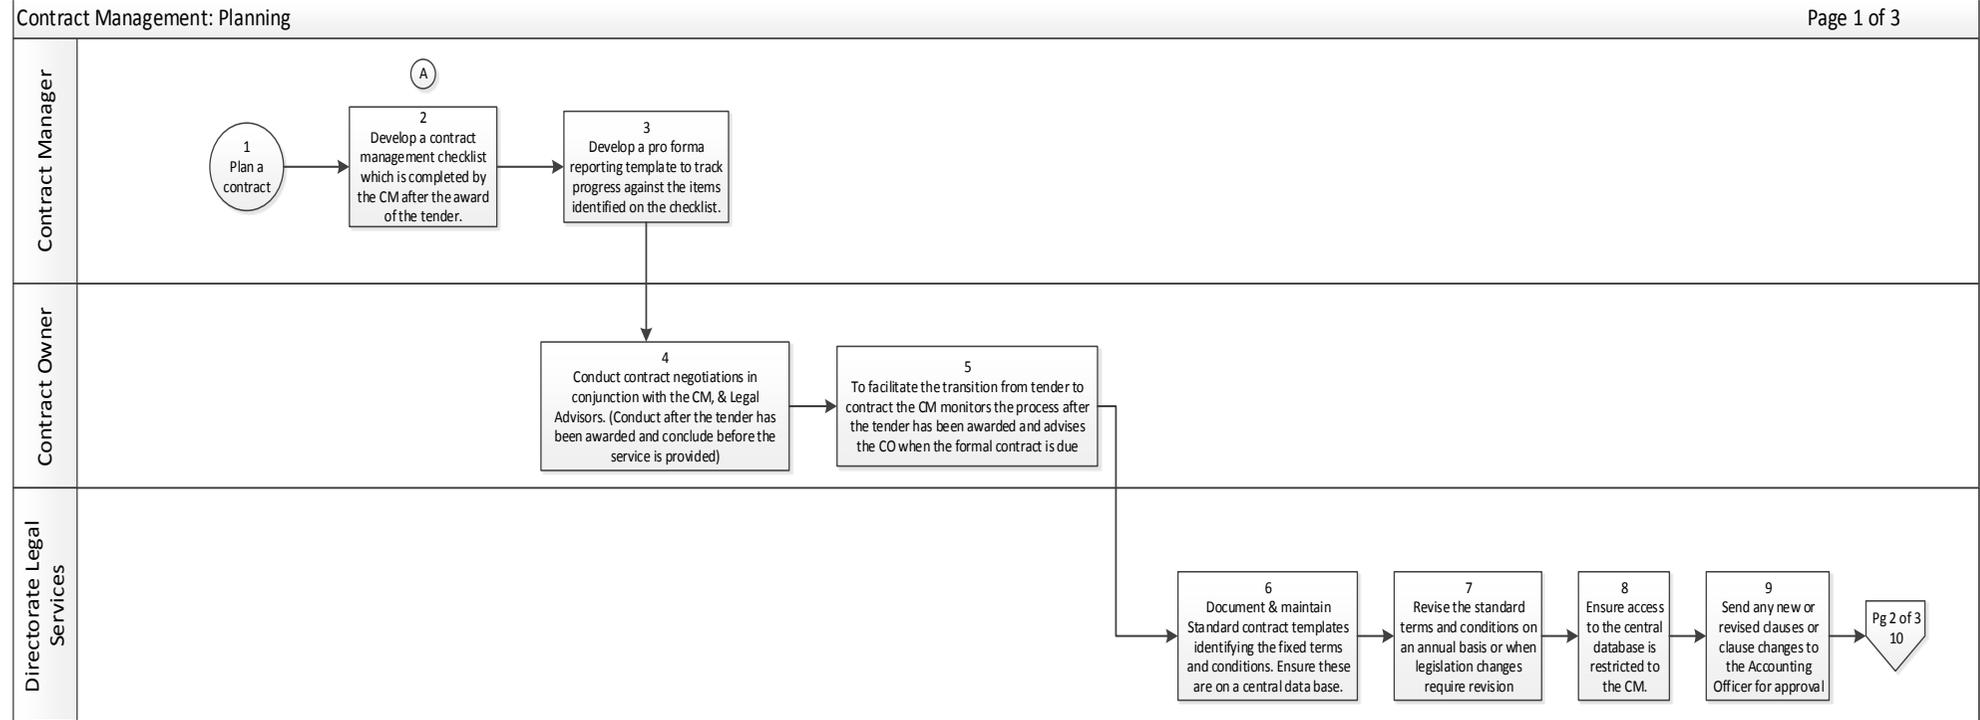 Contract Management: Planning
Page 1 of 3
Contract Manager
A
1
Plan a
contract
2
Develop a contract
management checklist
which is completed by
the CM after the award
of the tender.
3
Develop a pro forma
reporting template to track
progress against the items
identified on the checklist.
Contract Owner
4
Conduct contract negotiations in
conjunction with the CM, & Legal
Advisors. (Conduct after the tender has
been awarded and conclude before the
service is provided)
5
To facilitate the transition from tender to
contract the CM monitors the process after
the tender has been awarded and advises
the CO when the formal contract is due
Directorate Legal
Services
6
Document & maintain
Standard contract templates
identifying the fixed terms
and conditions. Ensure these
are on a central data base.
7
Revise the standard
terms and conditions on
an annual basis or when
legislation changes
require revision
8
Ensure access
to the central
database is
restricted to
the CM.
9
Send any new or
revised clauses or
clause changes to
the Accounting
Officer for approval
Pg 2 of 3
10